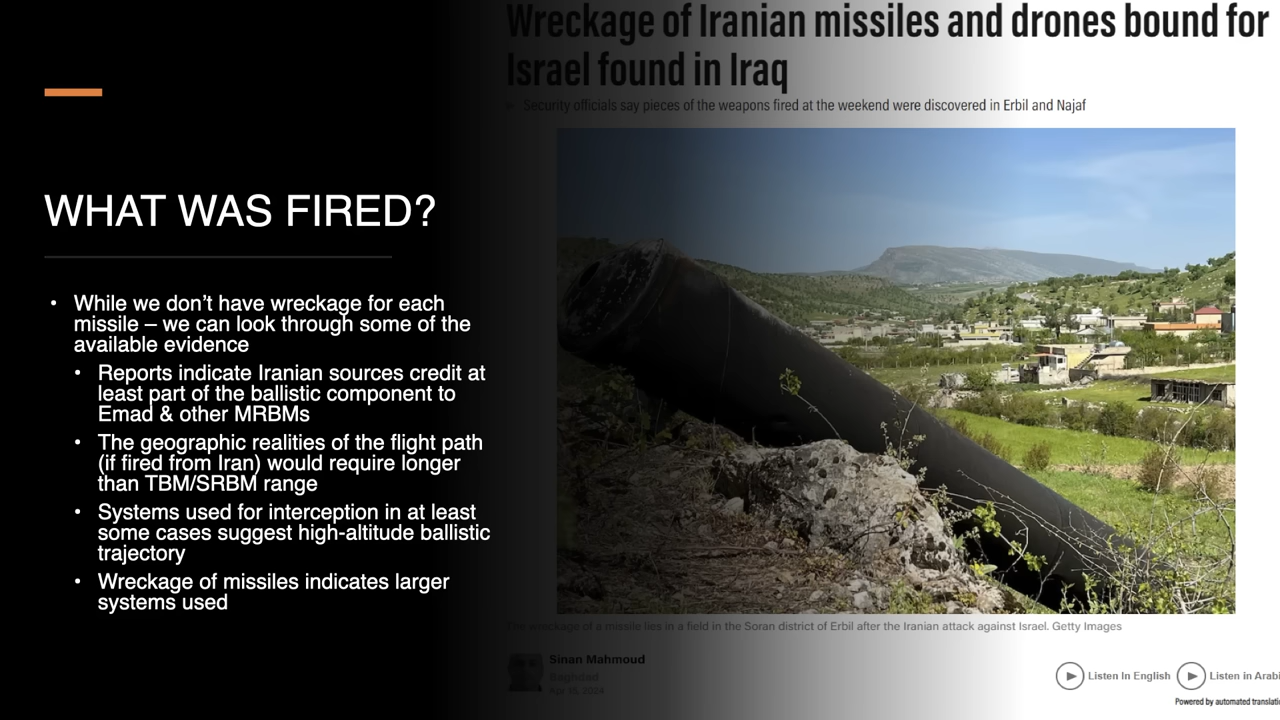 Wreckage of Iranian missiles and drones bound for
Israel found in Iraq
Security officials say pieces of the weapons fired at the weekend were discovered in Erbil and Najaf
WHAT WAS FIRED?
• While we don't have wreckage for each
missile – we can look through some of the
available evidence
• Reports indicate Iranian sources credit at
least part of the ballistic component to
Emad & other MRBMs
• The geographic realities of the flight path
(if fired from Iran) would require longer
than TBM/SRBM range
• Systems used for interception in at least
some cases suggest high-altitude ballistic
trajectory
• Wreckage of missiles indicates larger
systems used
The wreckage of a missile lies in a field in the Soran district of Erbil after the Iranian attack against Israel. Getty Images
Sinan Mahmoud
Baghdad
Apr 15, 2024
Listen In English
Listen in Arabi
Powered by automated translatio